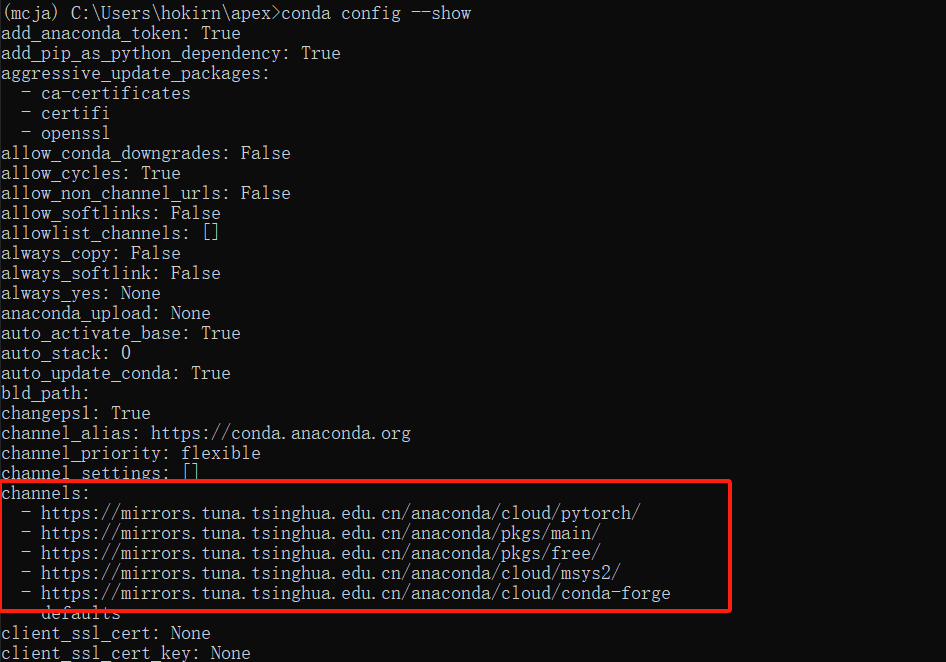 (mcja) C:\Users\hokirn\apex>conda config --show
add_anaconda_token: True
add_pip_as_python_dependency: True
aggressive_update_packages:
  - ca-certificates
  - certifi
  - openssl
allow_conda_downgrades: False
allow_cycles: True
allow_non_channel_urls: False
allow_softlinks: False
allowlist_channels: []
always_copy: False
always_softlink: False
always_yes: None
anaconda_upload: None
auto_activate_base: True
auto_stack: 0
auto_update_conda: True
bld_path:
changeps1: True
channel_alias: https://conda.anaconda.org
channel_priority: flexible
channel_settings: []
channels:
  - https://mirrors.tuna.tsinghua.edu.cn/anaconda/cloud/pytorch/
  - https://mirrors.tuna.tsinghua.edu.cn/anaconda/pkgs/main/
  - https://mirrors.tuna.tsinghua.edu.cn/anaconda/pkgs/free/
  - https://mirrors.tuna.tsinghua.edu.cn/anaconda/cloud/msys2/
  - https://mirrors.tuna.tsinghua.edu.cn/anaconda/cloud/conda-forge
    defaults
client_ssl_cert: None
client_ssl_cert_key: None